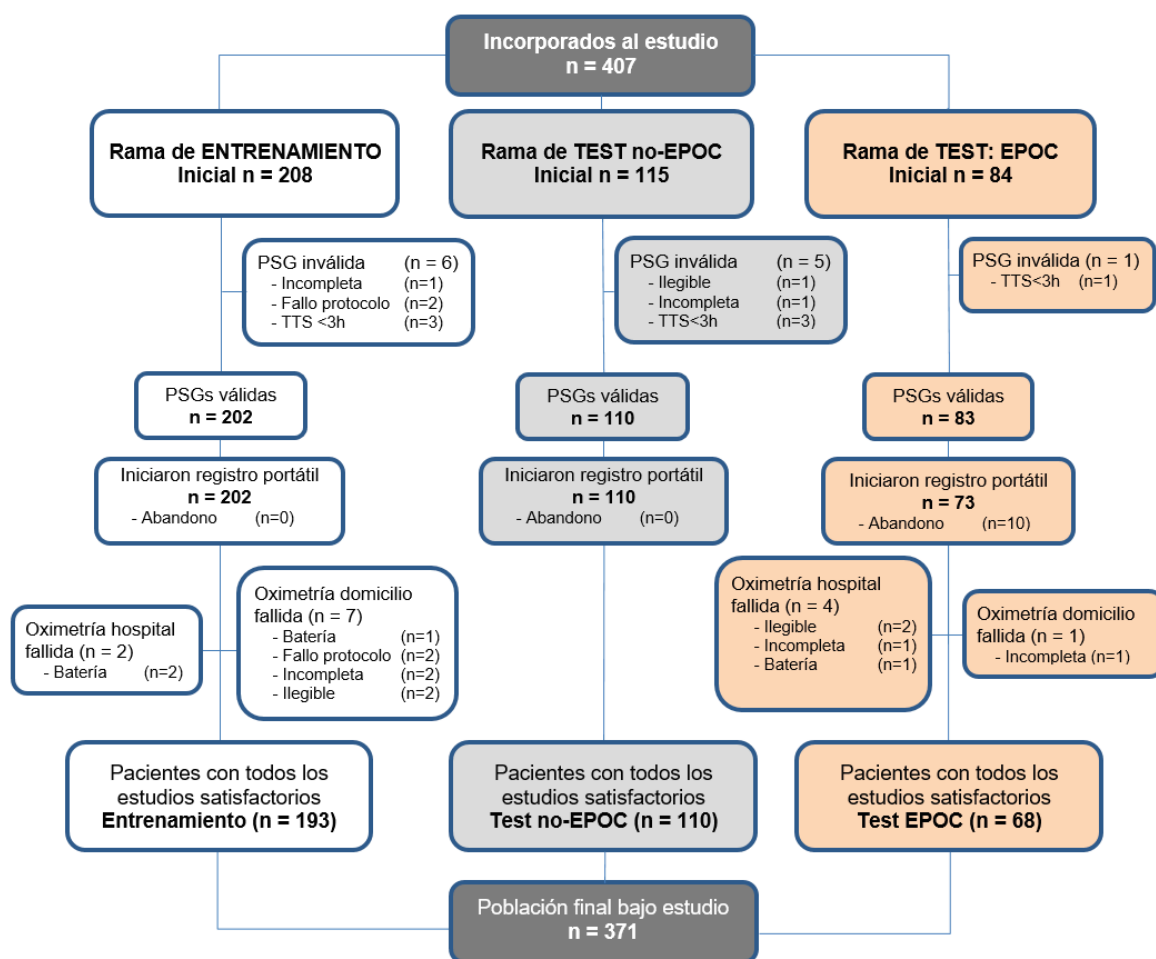 Incorporados al estudio
n = 407
Rama de ENTRENAMIENTO
Inicial n = 208
Rama de TEST no-EPOC
Inicial n = 115
Rama de TEST: EPOC
Inicial n = 84
PSG inválida (n = 6)
- Incompleta (n=1)
- Fallo protocolo (n=2)
- TTS <3h (n=3)
PSG inválida (n = 5)
- Ilegible (n=1)
- Incompleta (n=1)
- TTS<3h (n=3)
PSG inválida (n = 1)
- TTS<3h (n=1)
PSGs válidas
n = 202
PSGs válidas
n = 110
PSGs válidas
n = 83
Iniciaron registro portátil
n = 202
- Abandono (n=0)
Iniciaron registro portátil
n = 110
- Abandono (n=0)
Iniciaron registro portátil
n = 73
- Abandono (n=10)
Oximetría hospital
fallida (n = 2)
- Batería (n=2)
Oximetría domicilio
fallida (n = 7)
- Batería (n=1)
- Fallo protocolo (n=2)
- Incompleta (n=2)
- Ilegible (n=2)
Oximetría hospital
fallida (n = 4)
- Ilegible (n=2)
- Incompleta (n=1)
- Batería (n=1)
Oximetría domicilio
fallida (n = 1)
- Incompleta (n=1)
Pacientes con todos los
estudios satisfactorios
Entrenamiento (n = 193)
Pacientes con todos los
estudios satisfactorios
Test no-EPOC (n = 110)
Pacientes con todos los
estudios satisfactorios
Test EPOC (n = 68)
Población final bajo estudio
n = 371